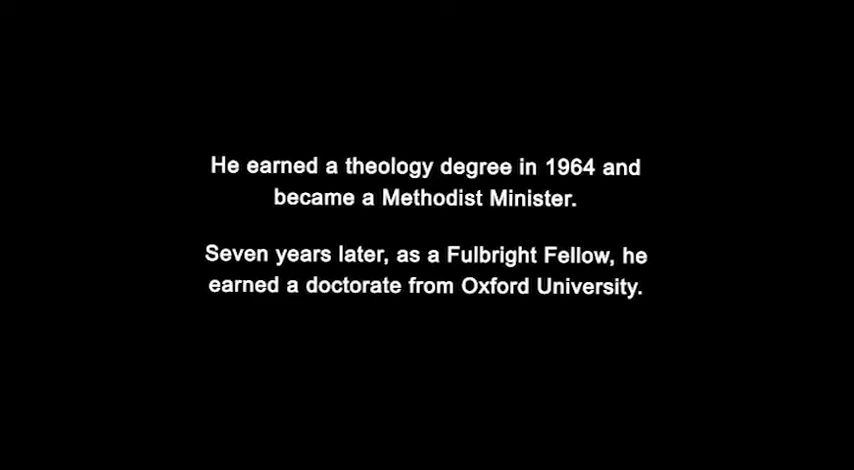 He earned a theology degree in 1964 and
became a Methodist Minister.
Seven years later, as a Fulbright Fellow, he
earned a doctorate from Oxford University.